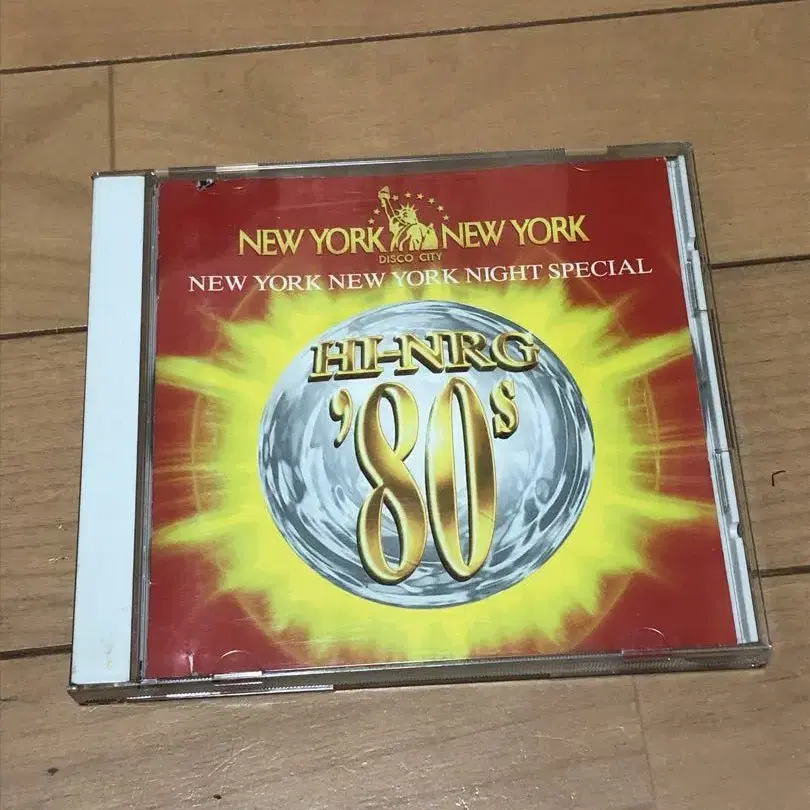 NEW YORK NEW YORK
DISCO CITY
NEW YORK NEW YORK NIGHT SPECIAL
HI-NRG
'80s